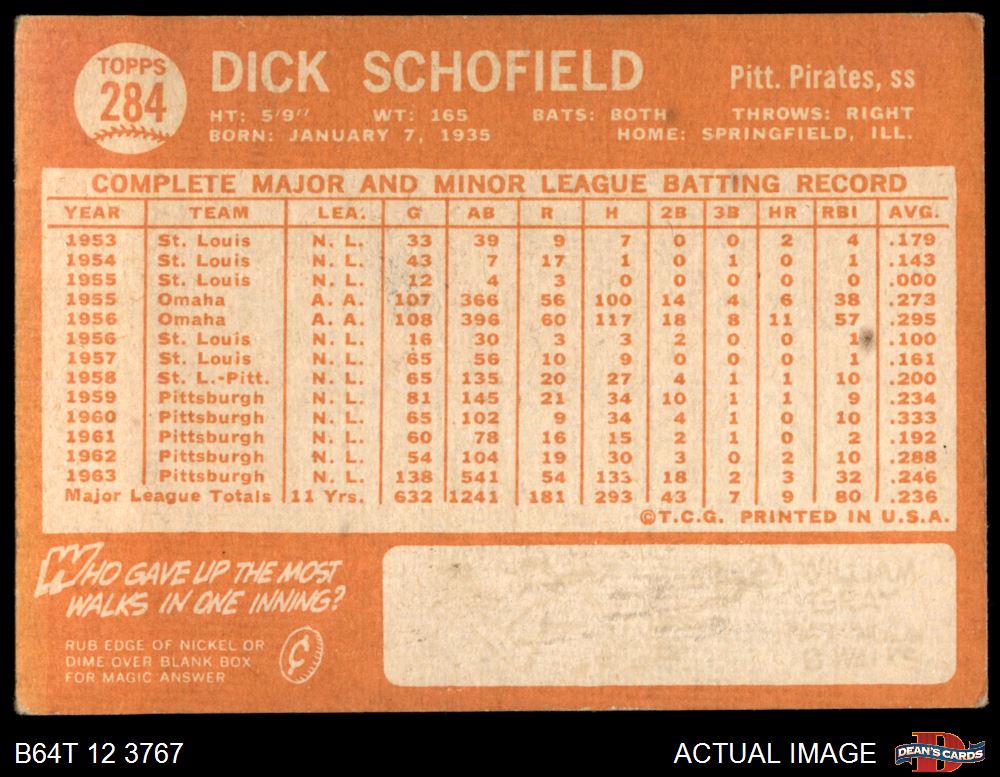 TOPPS
284
DICK SCHOFIELD
Pitt. Pirates, ss
HT: 5'9" WT: 165 BATS: BOTH THROWS: RIGHT
BORN: JANUARY 7, 1935 HOME: SPRINGFIELD, ILL.
COMPLETE MAJOR AND MINOR LEAGUE BATTING RECORD
YEAR TEAM LEA. G AB R H 2B 3B HR RBI AVG.
1953 St. Louis N. L. 33 39 9 7 0 0 2 4 .179
1954 St. Louis N. L. 43 7 17 1 0 1 0 1 .143
1955 St. Louis N. L. 12 4 3 0 0 0 0 0 .000
1955 Omaha A. A. 107 366 56 100 14 4 6 38 .273
1956 Omaha A. A. 108 396 60 117 18 8 11 57 .295
1956 St. Louis N. L. 16 30 3 3 2 0 0 1 .100
1957 St. Louis N. L. 65 56 10 9 0 0 0 1 .161
1958 St. L.-Pitt. N. L. 65 135 20 27 4 1 1 10 .200
1959 Pittsburgh N. L. 81 145 21 34 10 1 1 9 .234
1960 Pittsburgh N. L. 65 102 9 34 4 1 0 10 .333
1961 Pittsburgh N. L. 60 78 16 15 2 1 0 2 .192
1962 Pittsburgh N. L. 54 104 19 30 3 0 2 10 .288
1963 Pittsburgh N. L. 138 541 54 133 18 2 3 32 .246
Major League Totals 11 Yrs. 632 1241 181 293 43 7 9 80 .236
©T.C.G. PRINTED IN U.S.A.
WHO GAVE UP THE MOST
WALKS IN ONE INNING?
RUB EDGE OF NICKEL OR
DIME OVER BLANK BOX
FOR MAGIC ANSWER
¢
B64T 12 3767
ACTUAL IMAGE
D
DEAN'S CARDS